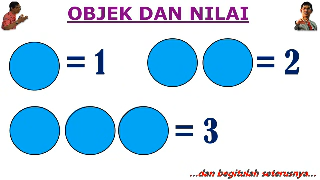 OBJEK DAN NILAI
= 1
= 2
= 3
...dan begitulah seterusnya...